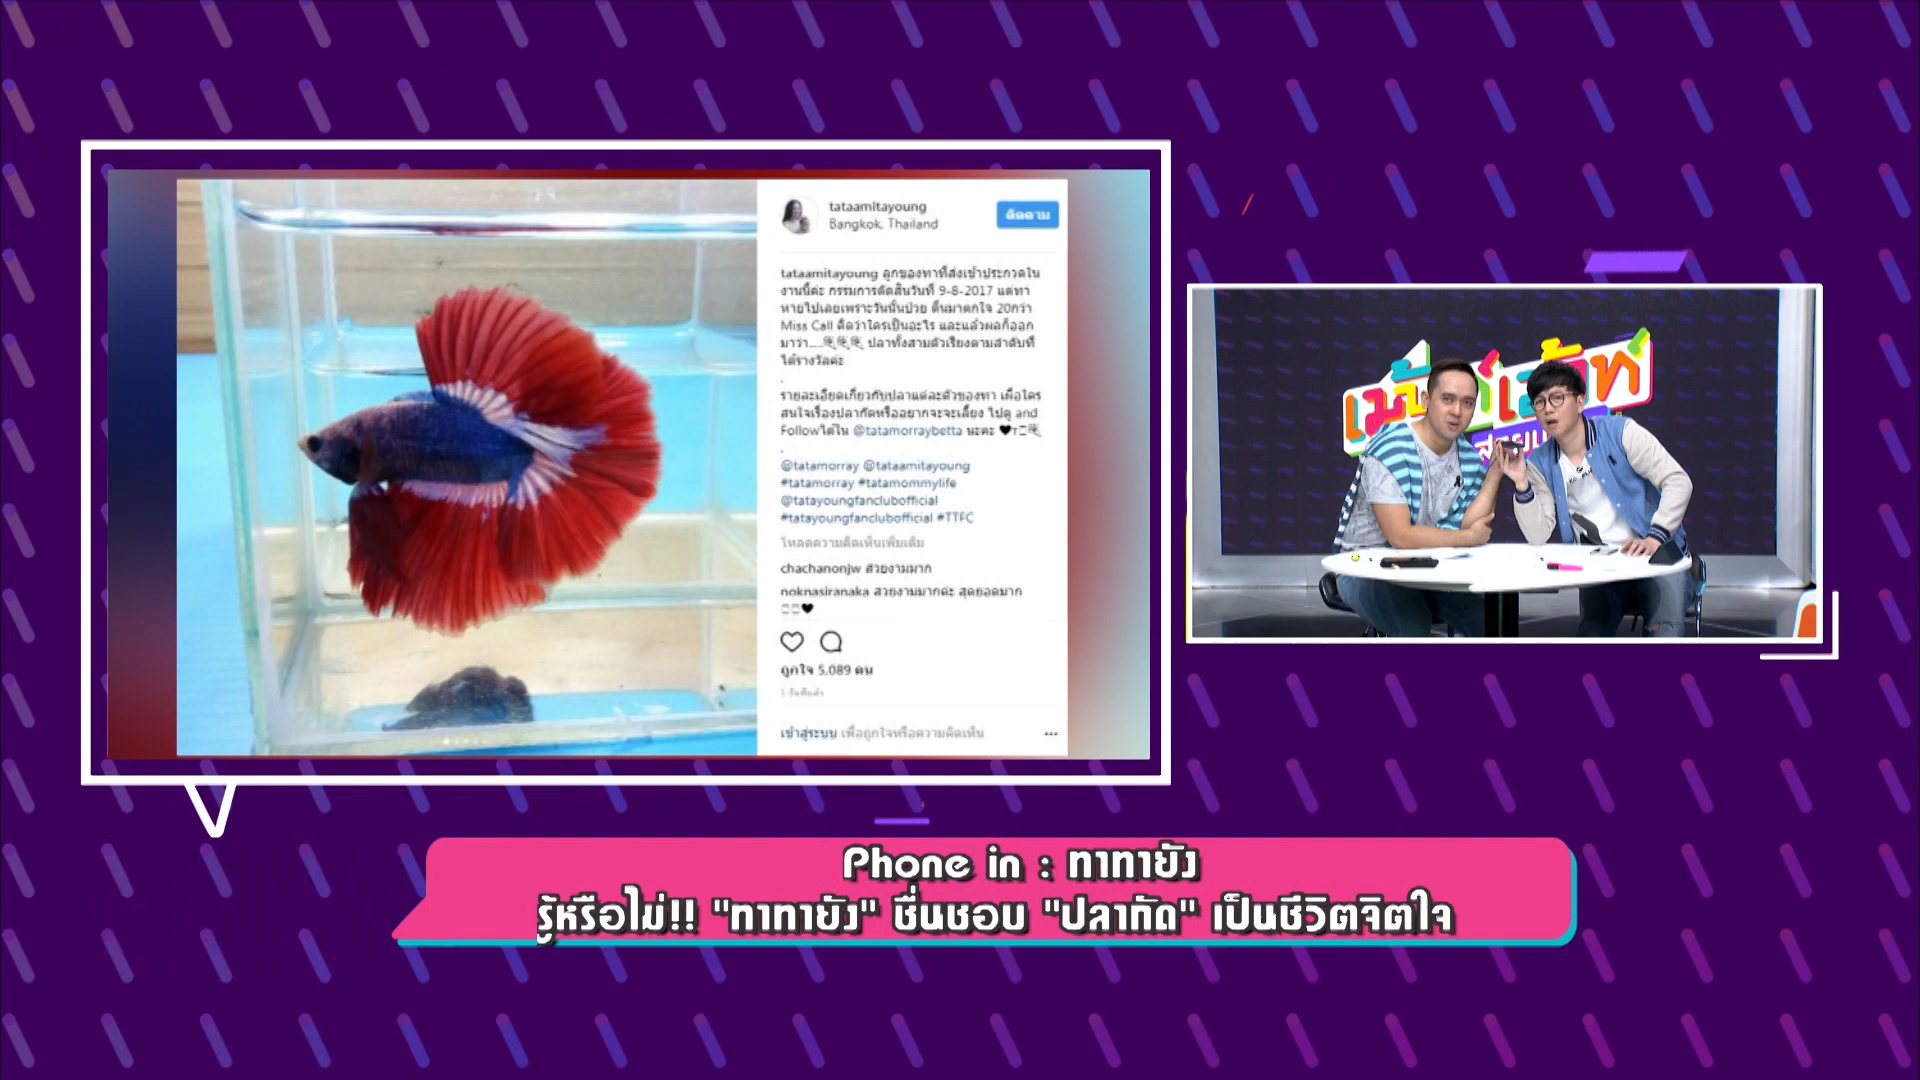 tataamitayoung
Bangkok, Thailand
ติดตาม
tataamitayoung ลูกของทาที่ส่งเข้าประกวดใน
งานนี้ค่ะ กรรมการตัดสินวันที่ 9-8-2017 แต่ทา
หายไปเลยเพราะวันนั้นป่วย ตื่นมาตกใจ 20กว่า
Miss Call คิดว่าใครเป็นอะไร และแล้วผลก็ออก
มาว่า.... ปลาทั้งสามตัวเรียงตามลำดับที่
ได้รางวัลค่ะ
.
รายละเอียดเกี่ยวกับปลาแต่ละตัวของทา เผื่อใคร
สนใจเรื่องปลากัดหรืออยากจะจะเลี้ยง ไปดู and
Followได้ใน @tatamorraybetta นะคะ
.
@tatamorray @tataamitayoung
#tatamorray #tatamommylife
@tatayoungfanclubofficial
#tatayoungfanclubofficial #TTFC
โหลดความคิดเห็นเพิ่มเติม
chachanonjw สวยงามมาก
noknasiranaka สวยงามมากค่ะ สุดยอดมาก
ถูกใจ 5,089 คน
1 วันที่แล้ว
เข้าสู่ระบบ เพื่อถูกใจหรือความคิดเห็น
Phone in : ทาทายัง
รู้หรือไม่!! "ทาทายัง" ชื่นชอบ "ปลากัด" เป็นชีวิตจิตใจ